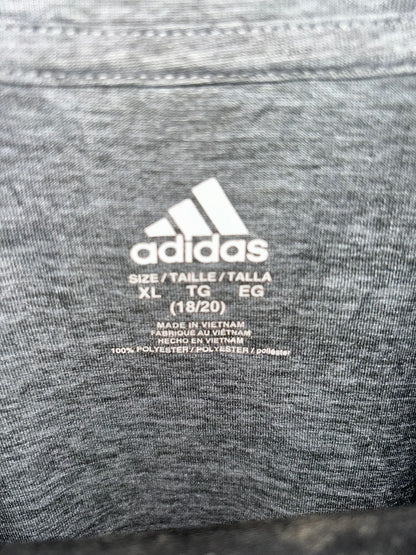 adidas
SIZE / TAILLE / TALLA
XL TG EG
(18/20)
MADE IN VIETNAM
FABRIQUE AU VIETNAM
HECHO EN VIETNAM
100% POLYESTER / POLYESTER / poliéster